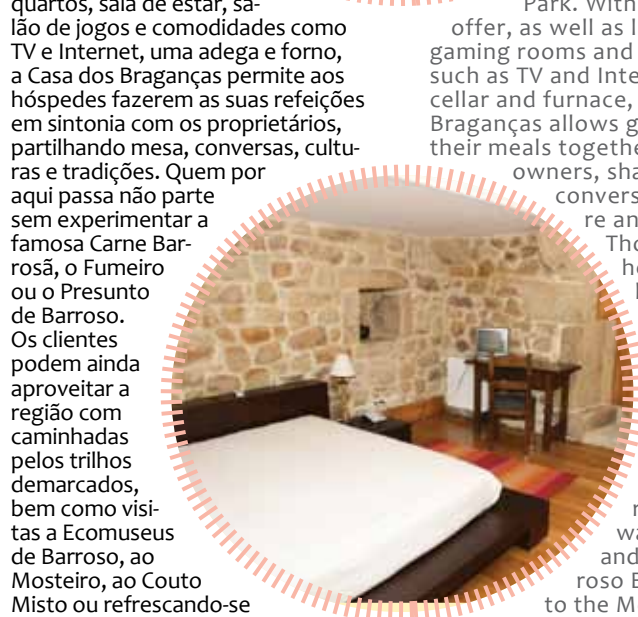 quartos, sala de estar, sa-
lão de jogos e comodidades como
TV e Internet, uma adega e forno,
a Casa dos Braganças permite aos
hóspedes fazerem as suas refeições
em sintonia com os proprietários,
partilhando mesa, conversas, cultu-
ras e tradições. Quem por
aqui passa não parte
sem experimentar a
famosa Carne Bar-
rosã, o Fumeiro
ou o Presunto
de Barroso.
Os clientes
podem ainda
aproveitar a
região com
caminhadas
pelos trilhos
demarcados,
bem como visi-
tas a Ecomuseus
de Barroso, ao
Mosteiro, ao Couto
Misto ou refrescando-se
Park. With
offer, as well as l
gaming rooms and
such as TV and Inte
cellar and furnace,
Braganças allows g
their meals togethe
owners, sha
convers
re an
Tho
he
wa
and
roso E
to the M